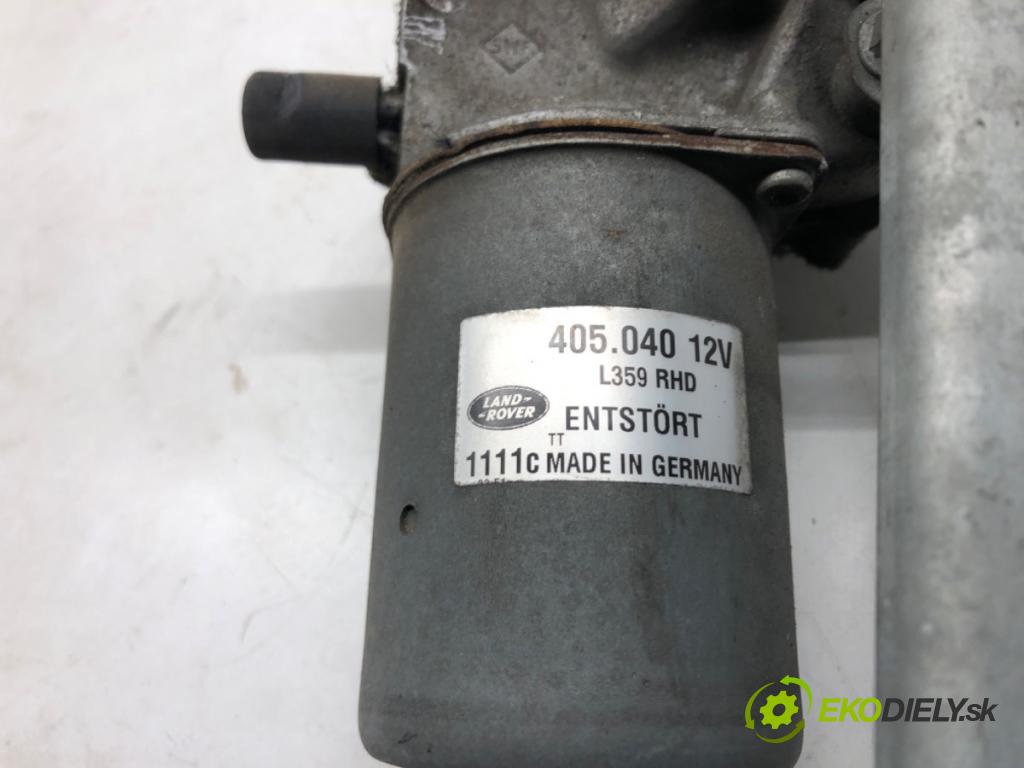 405.040 12V
L359 RHD
LAND-
-ROVER
ENTSTÖRT
TT
1111c MADE IN GERMANY
EKODIELY.sk